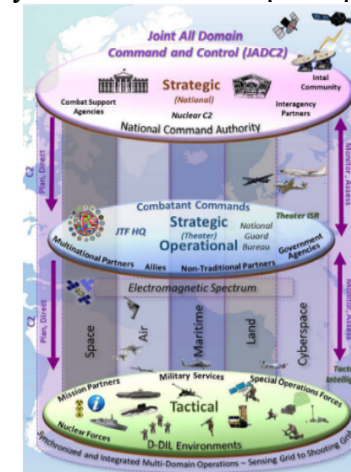 Joint All Domain
Command and Control (JADC2)
Intel
Community
Strategic
(National)
Combat Support
Agencies
Nuclear C2
Interagency
Partners
National Command Authority
C2
Plan, Direct
Monitor, Assess
Combatant Commands
Theater ISR
Strategic
(Theater)
Operational
JTF HQ
National
Guard
Bureau
Multinational Partners
Allies
Non-Traditional Partners
Government
Agencies
Electromagnetic Spectrum
C2
Plan, Direct
Space
Air
Maritime
Land
Cyberspace
Monitor, Assess
Mission Partners
Military Services
Special Operations Forces
Tactical
Nuclear Forces
D-DIL Environments
Synchronized and Integrated Multi-Domain Operations – Sensing Grid to Shooting